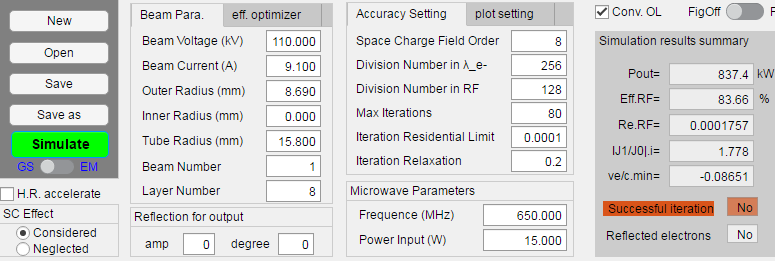 New
Open
Save
Save as
Simulate
GS EM
H.R. accelerate
SC Effect
Considered
Neglected
Beam Para. eff. optimizer
Beam Voltage (kV) 110.000
Beam Current (A) 9.100
Outer Radius (mm) 8.690
Inner Radius (mm) 0.000
Tube Radius (mm) 15.800
Beam Number 1
Layer Number 8
Reflection for output
amp 0 degree 0
Accuracy Setting plot setting
Space Charge Field Order 8
Division Number in λ_e- 256
Division Number in RF 128
Max Iterations 80
Iteration Residential Limit 0.0001
Iteration Relaxation 0.2
Microwave Parameters
Frequence (MHz) 650.000
Power Input (W) 15.000
Conv. OL FigOff F
Simulation results summary
Pout= 837.4 kW
Eff.RF= 83.66 %
Re.RF= 0.0001757
IJ1/J0|.i= 1.778
ve/c.min= -0.08651
Successful iteration No
Reflected electrons No